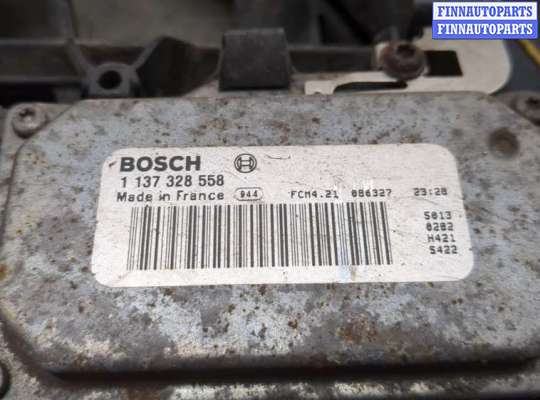 FINNAUTOPARTS
FINNAUTOPARTS
BOSCH
1 137 328 558
Made in France 944 FCM4.21 086327 23:28
S013
0282
H421
S422